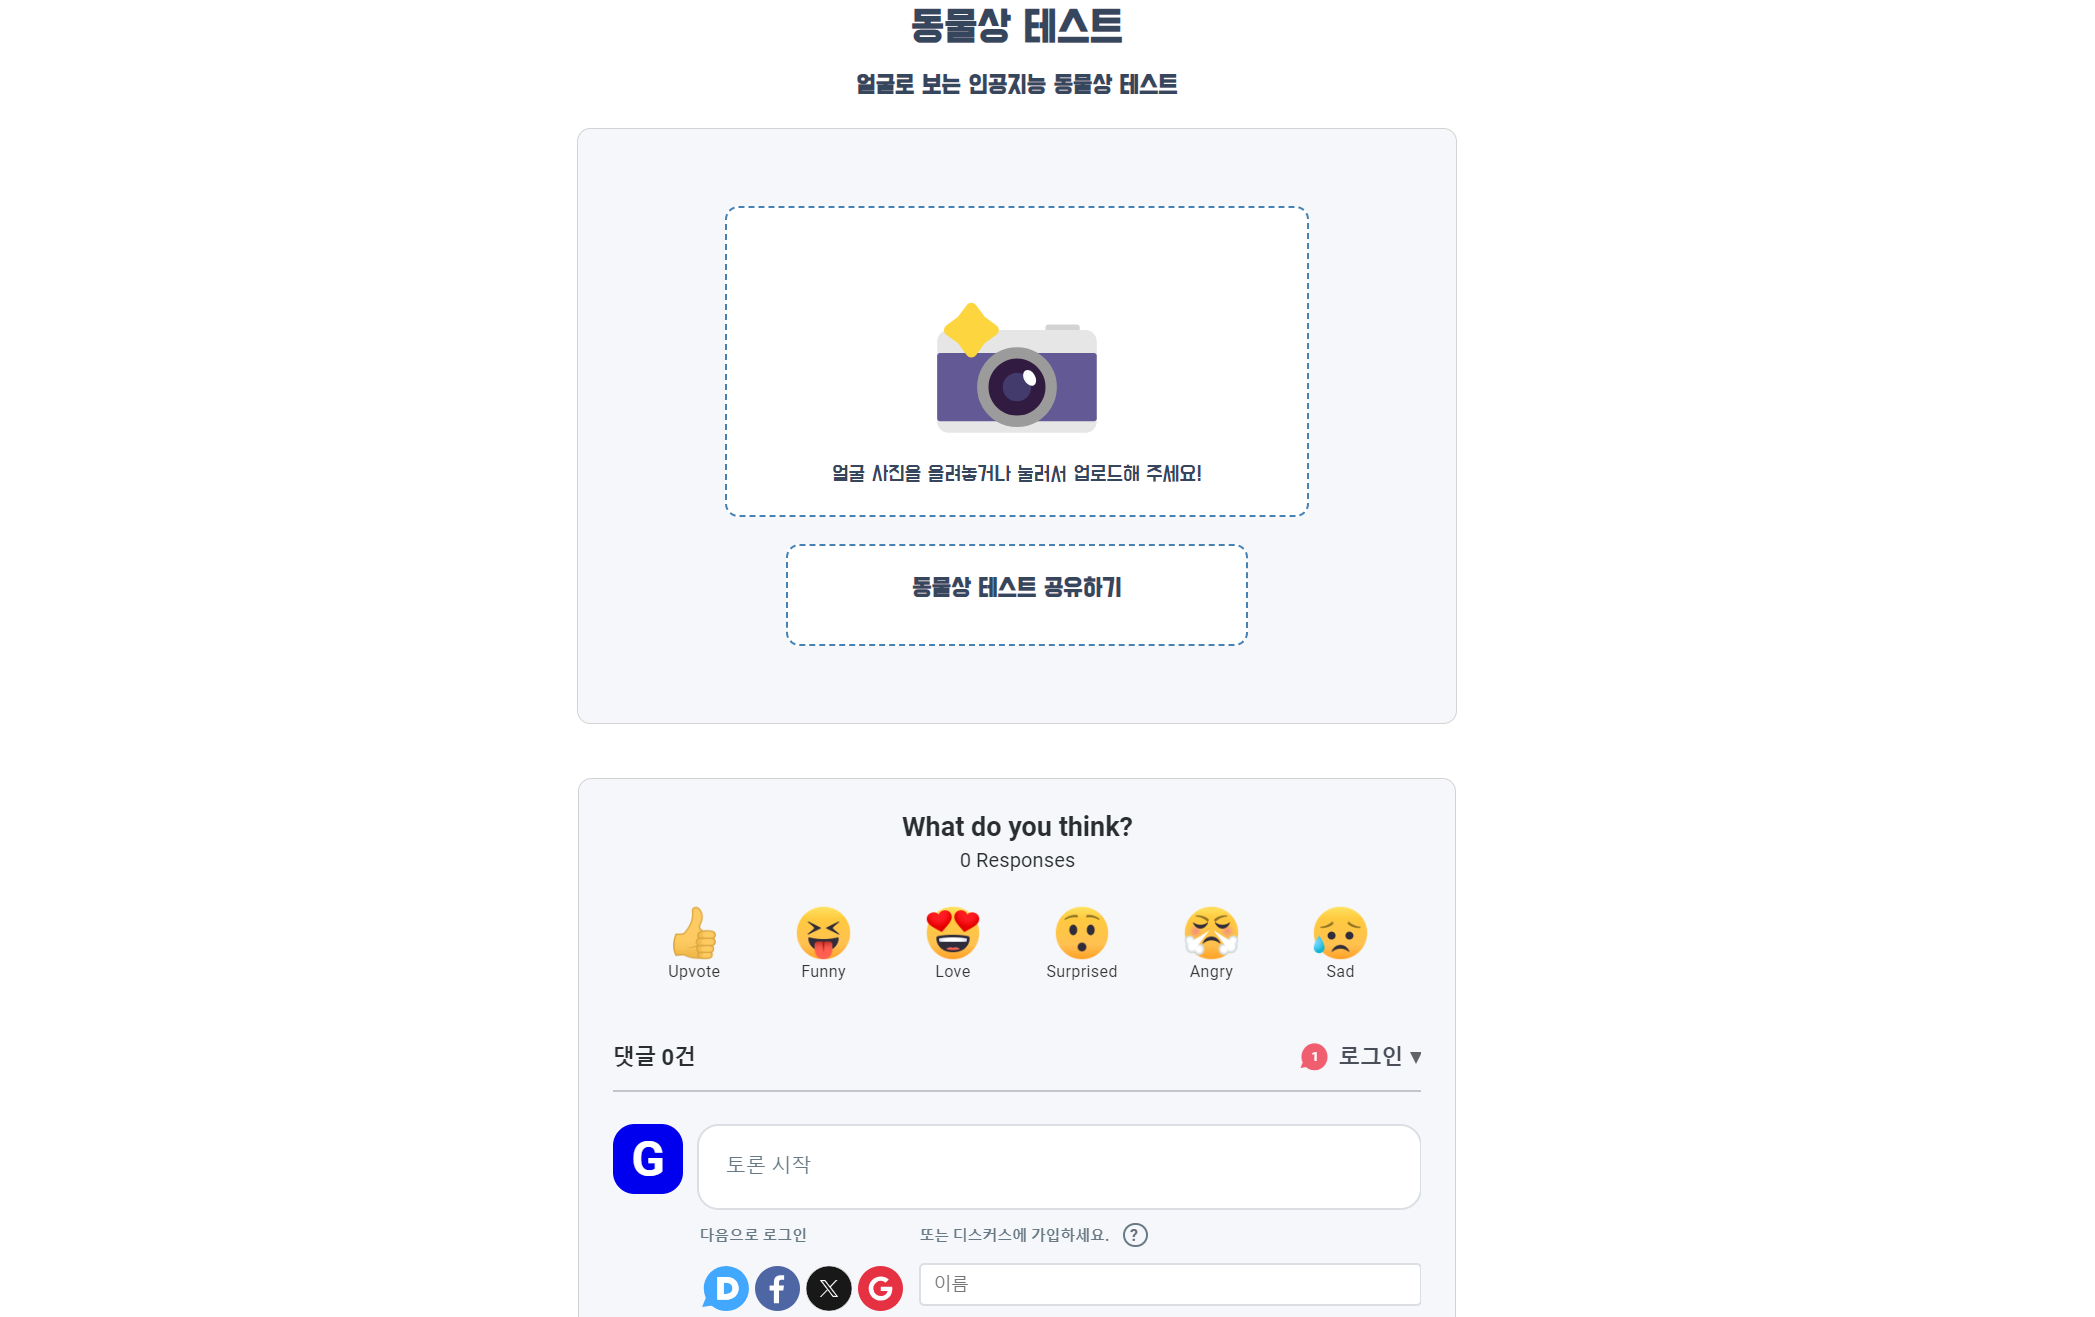 동물상 테스트
얼굴로 보는 인공지능 동물상 테스트
얼굴 사진을 올려놓거나 눌러서 업로드해 주세요!
동물상 테스트 공유하기
What do you think?
0 Responses
Upvote Funny Love Surprised Angry Sad
댓글 0건 1 로그인 ▼
G 토론 시작
다음으로 로그인 또는 디스커스에 가입하세요. ?
D f X G 이름